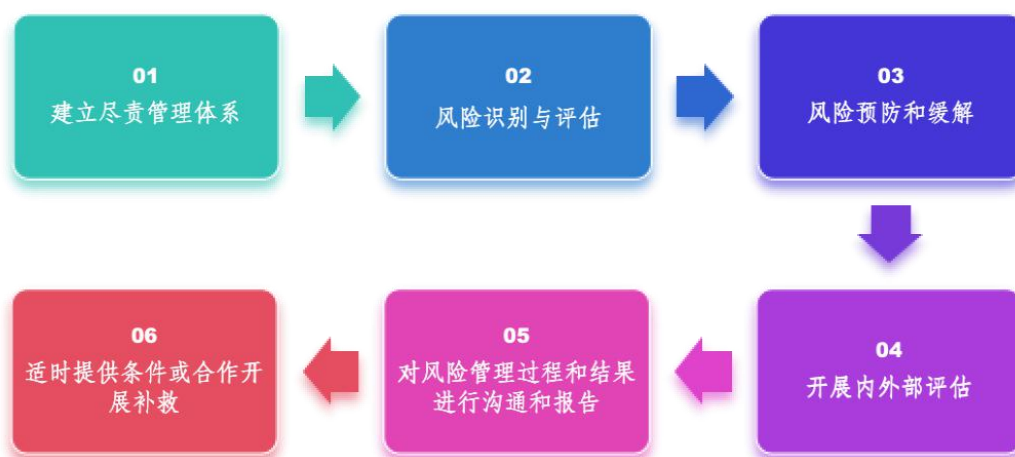 01
建立尽责管理体系
02
风险识别与评估
03
风险预防和缓解
04
开展内外部评估
05
对风险管理过程和结果
进行沟通和报告
06
适时提供条件或合作开
展补救